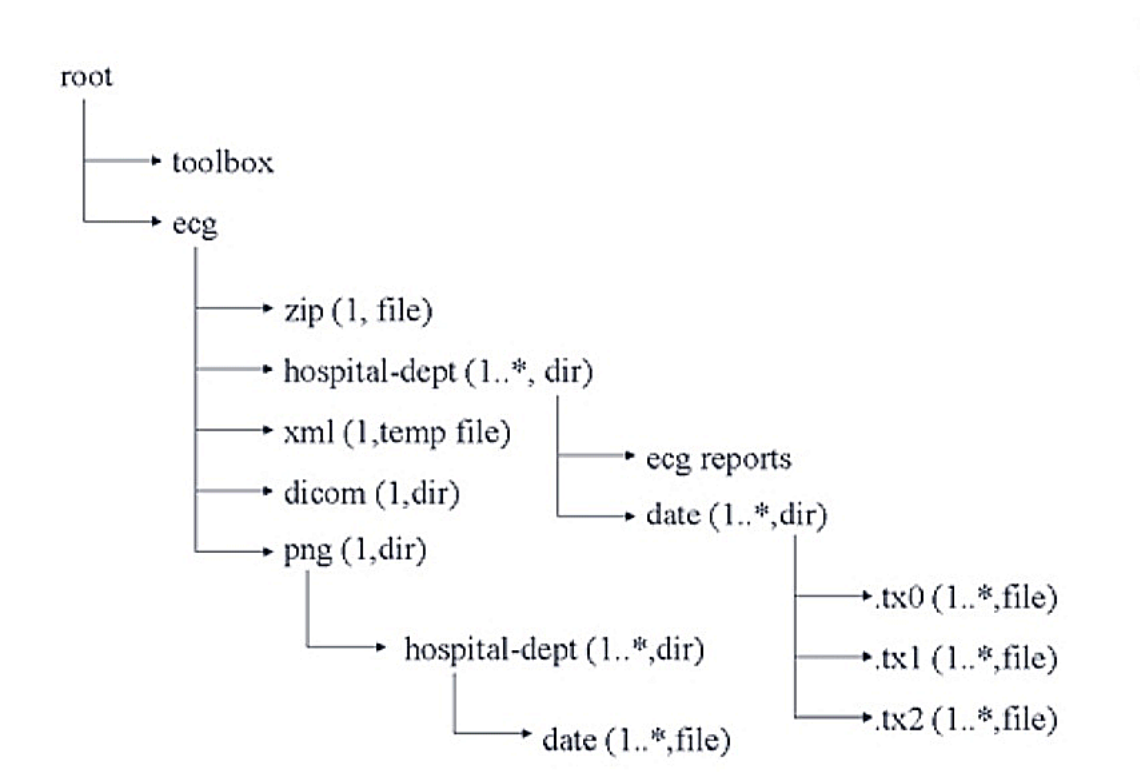 root
toolbox
ecg
zip (1, file)
hospital-dept (1..*, dir)
xml (1,temp file)
ecg reports
dicom (1,dir)
date (1..*,dir)
png (1,dir)
.tx0 (1..*,file)
hospital-dept (1..*,dir)
.tx1 (1..*,file)
.tx2 (1..*,file)
date (1..*,file)